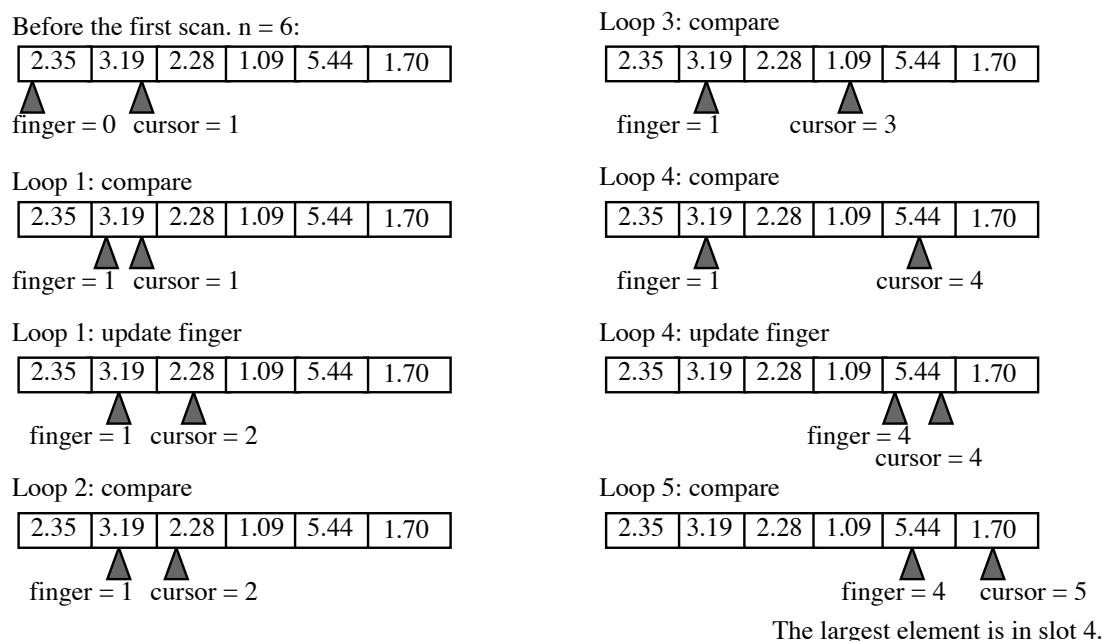 Before the first scan. n = 6:
2.35 3.19 2.28 1.09 5.44 1.70
finger = 0 cursor = 1
Loop 1: compare
2.35 3.19 2.28 1.09 5.44 1.70
finger = 1 cursor = 1
Loop 1: update finger
2.35 3.19 2.28 1.09 5.44 1.70
finger = 1 cursor = 2
Loop 2: compare
2.35 3.19 2.28 1.09 5.44 1.70
finger = 1 cursor = 2
Loop 3: compare
2.35 3.19 2.28 1.09 5.44 1.70
finger = 1 cursor = 3
Loop 4: compare
2.35 3.19 2.28 1.09 5.44 1.70
finger = 1 cursor = 4
Loop 4: update finger
2.35 3.19 2.28 1.09 5.44 1.70
finger = 4
cursor = 4
Loop 5: compare
2.35 3.19 2.28 1.09 5.44 1.70
finger = 4 cursor = 5
The largest element is in slot 4.